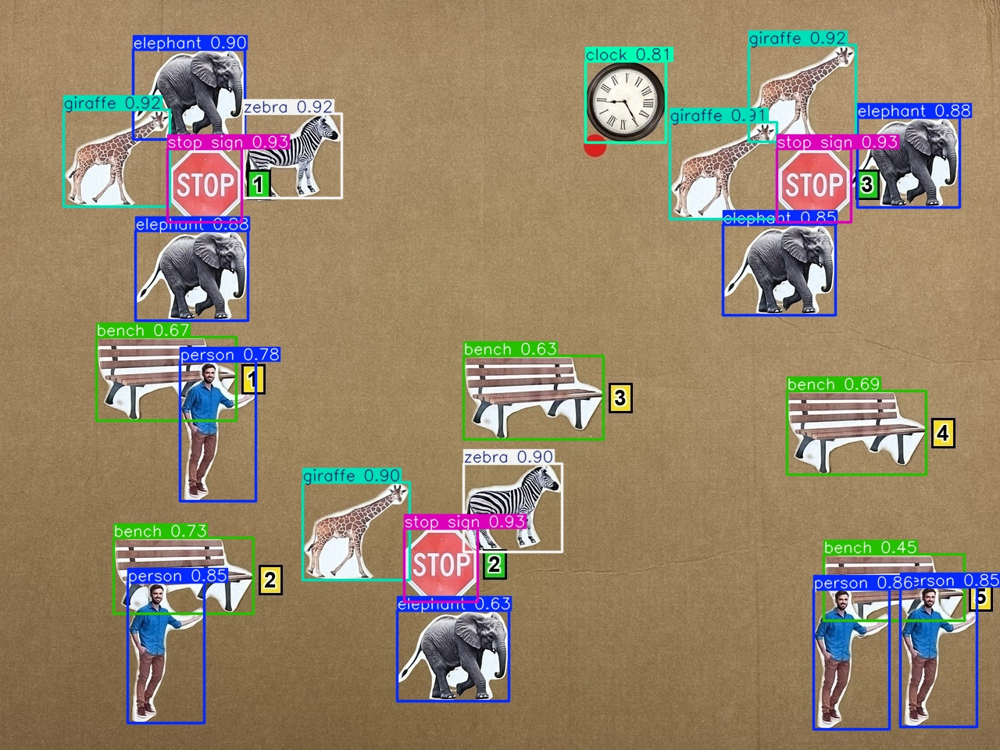 elephant 0.90
giraffe 0.92
zebra 0.92
stop sign 0.93
STOP
1
elephant 0.88
clock 0.81
giraffe 0.92
giraffe 0.91
elephant 0.88
stop sign 0.93
STOP
3
elephant 0.85
bench 0.67
person 0.78
1
bench 0.63
3
bench 0.69
4
giraffe 0.90
zebra 0.90
stop sign 0.93
STOP
2
elephant 0.63
bench 0.73
person 0.85
2
bench 0.45
person 0.86
erson 0.85
5